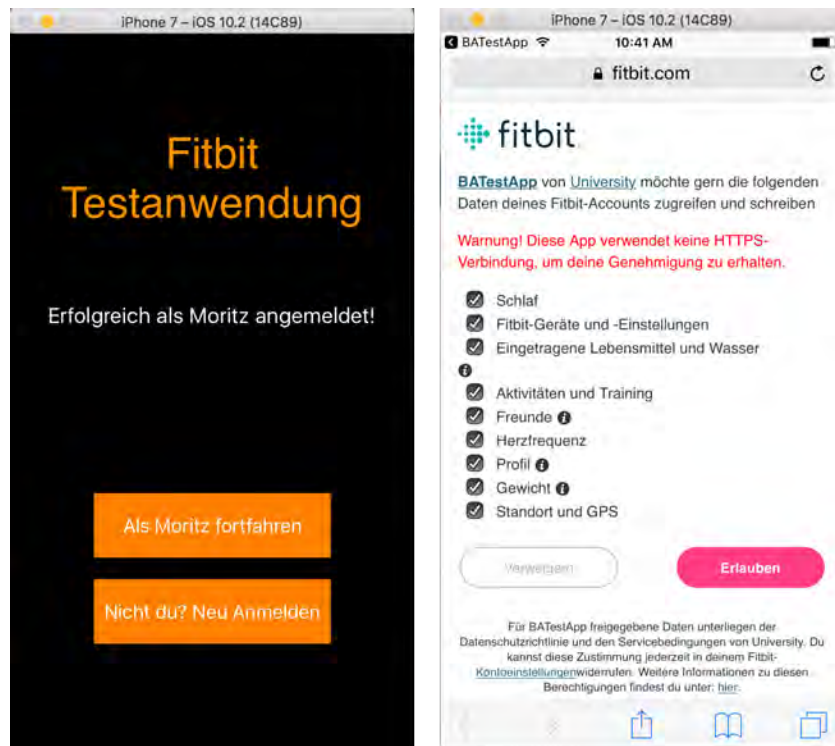 iPhone 7 – iOS 10.2 (14C89)
Fitbit
Testanwendung
Erfolgreich als Moritz angemeldet!
Als Moritz fortfahren
Nicht du? Neu Anmelden
iPhone 7 – iOS 10.2 (14C89)
BATestApp 10:41 AM
fitbit.com
fitbit
BATestApp von University möchte gern die folgenden
Daten deines Fitbit-Accounts zugreifen und schreiben
Warnung! Diese App verwendet keine HTTPS-
Verbindung, um deine Genehmigung zu erhalten.
Schlaf
Fitbit-Geräte und -Einstellungen
Eingetragene Lebensmittel und Wasser
Aktivitäten und Training
Freunde
Herzfrequenz
Profil
Gewicht
Standort und GPS
Verweigern
Erlauben
Für BATestApp freigegebene Daten unterliegen der
Datenschutzrichtlinie und den Servicebedingungen von University. Du
kannst diese Zustimmung jederzeit in deinem Fitbit-
Kontoeinstellungenwiderrufen. Weitere Informationen zu diesen
Berechtigungen findest du unter: hier.